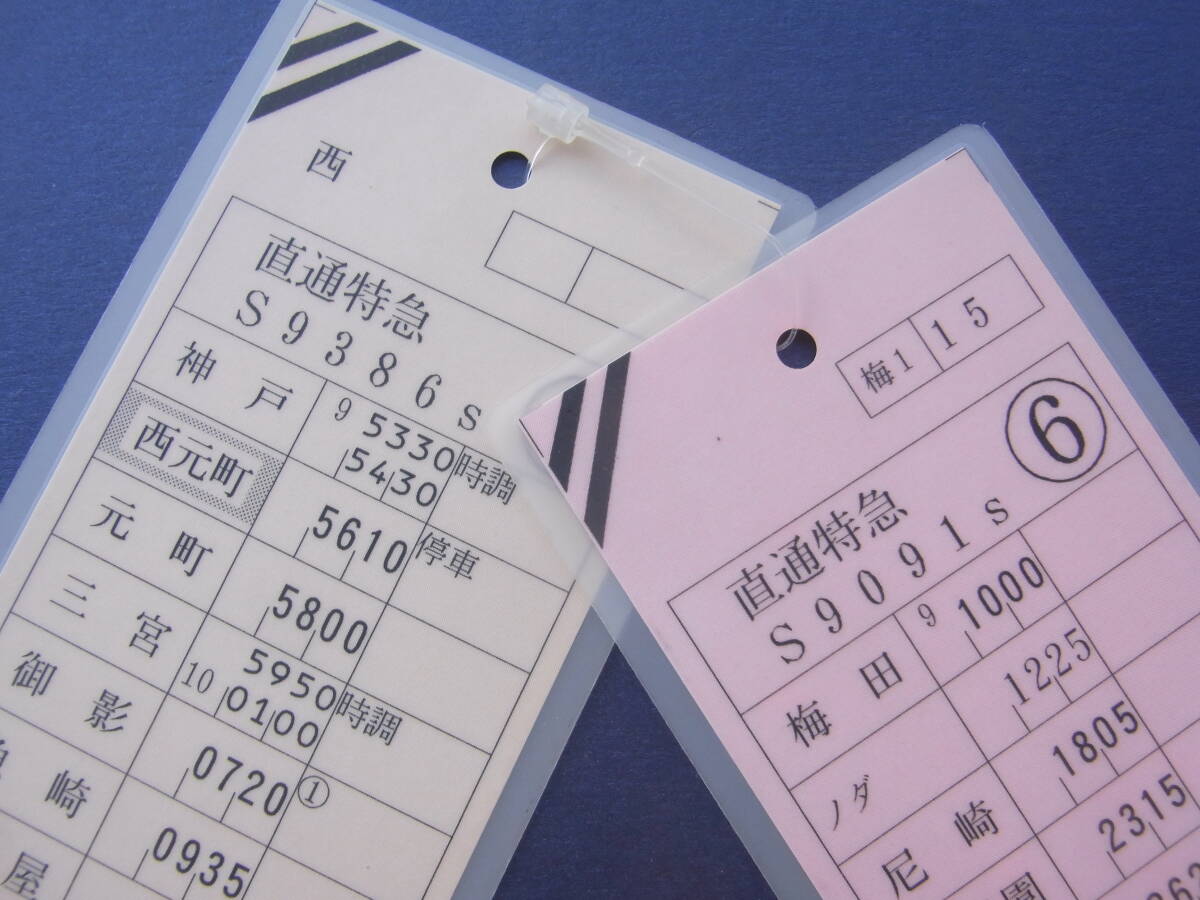 西
直通特急
S9386s
神戸 9 5330 時調
5430
西元町 5610 停車
元町 5800
三宮 5950 時調
10 0100
御影 0720 ①
崎 0935
屋
梅1 15
⑥
直通特急
S9091s
梅田 9 1000
ノダ 1225
尼崎 1805
園 2315